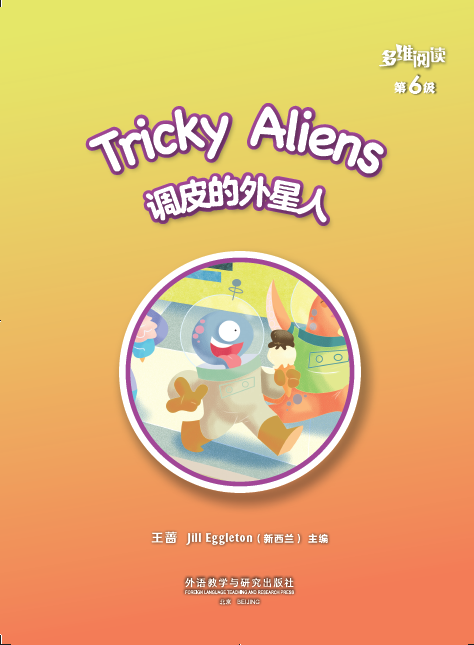 多维阅读
第6级
Tricky Aliens
调皮的外星人
王蔷 Jill Eggleton（新西兰） 主编
外语教学与研究出版社
FOREIGN LANGUAGE TEACHING AND RESEARCH PRESS
北京 BEIJING